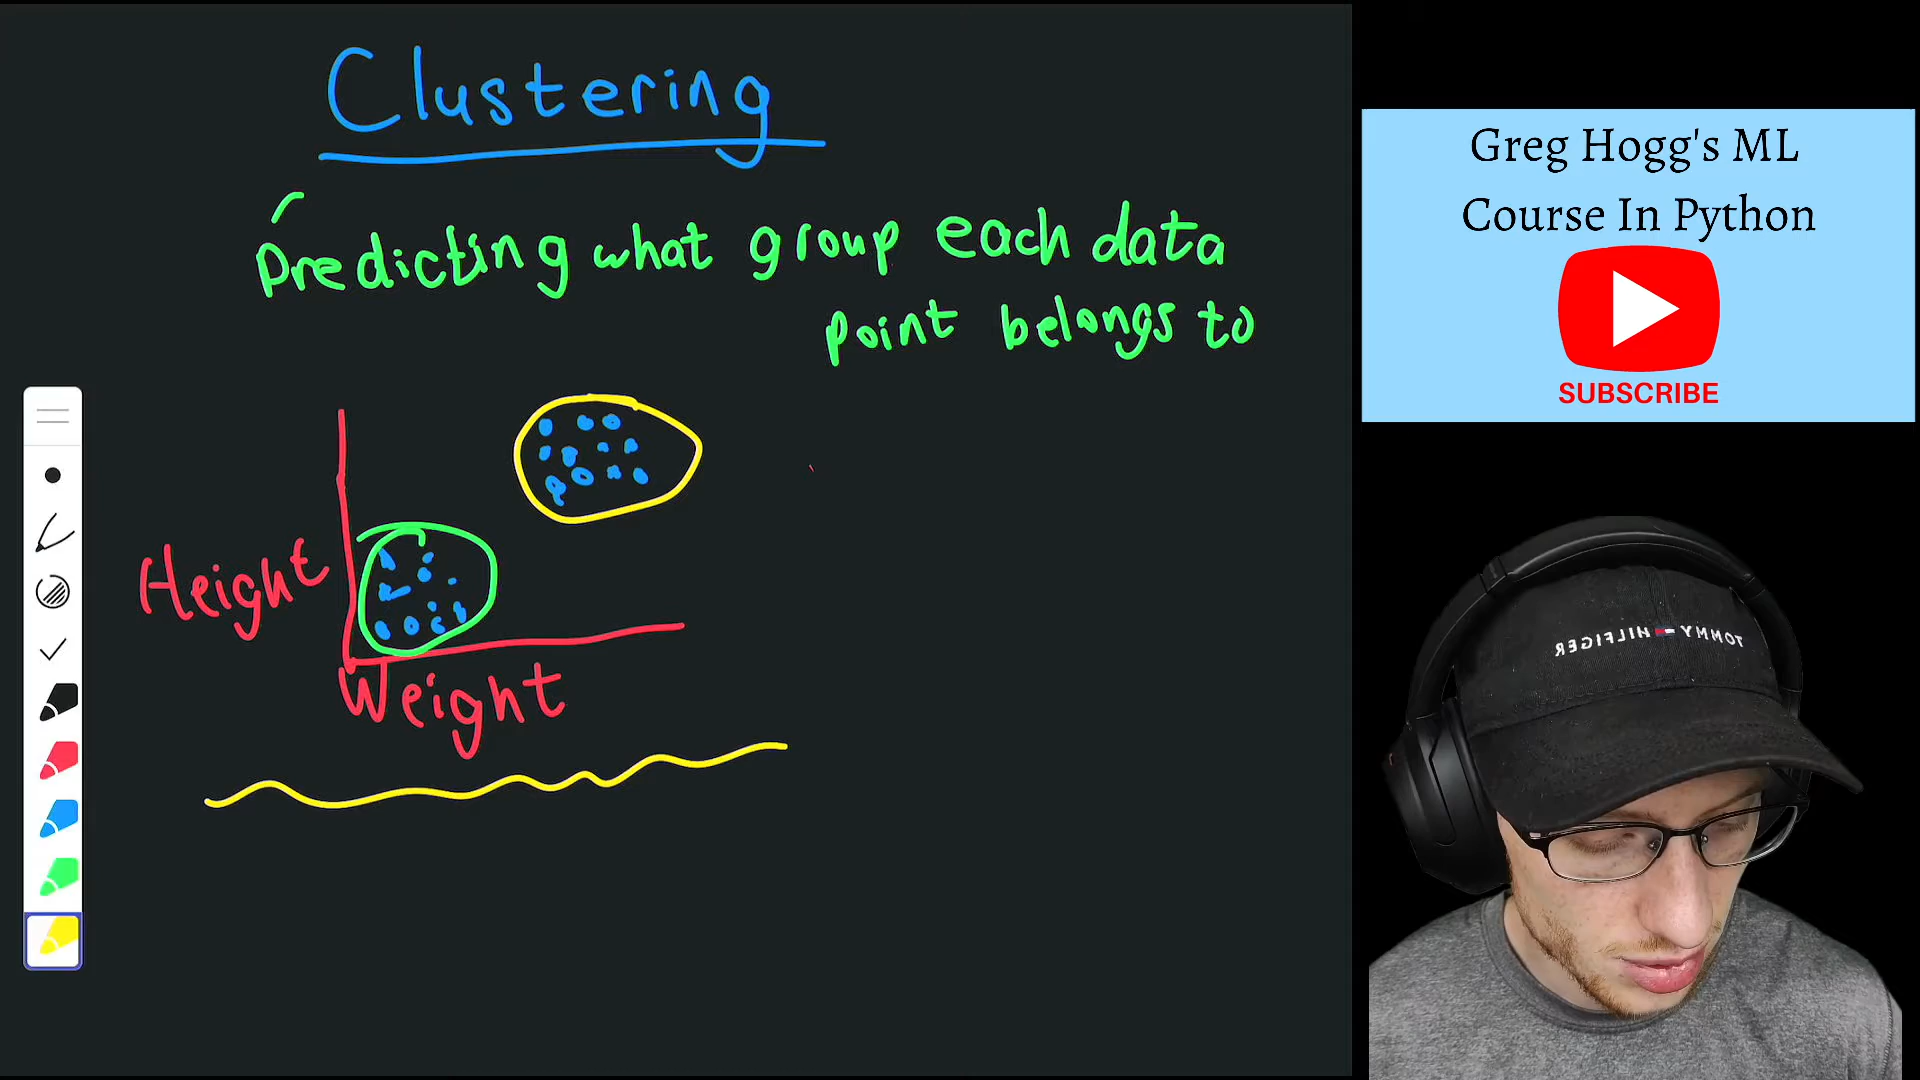 Clustering
Predicting what group each data
point belongs to
Height
Weight
Greg Hogg's ML
Course In Python
SUBSCRIBE
TOMMY HILFIGER